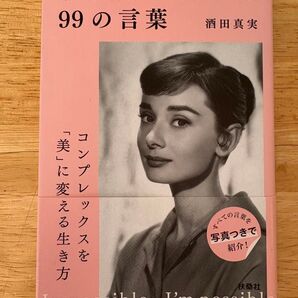 99の言葉
酒田真実
コンプレックスを
「美」に変える生き方
すべての言葉を
写真つきで
紹介!
扶桑社
I'm possible